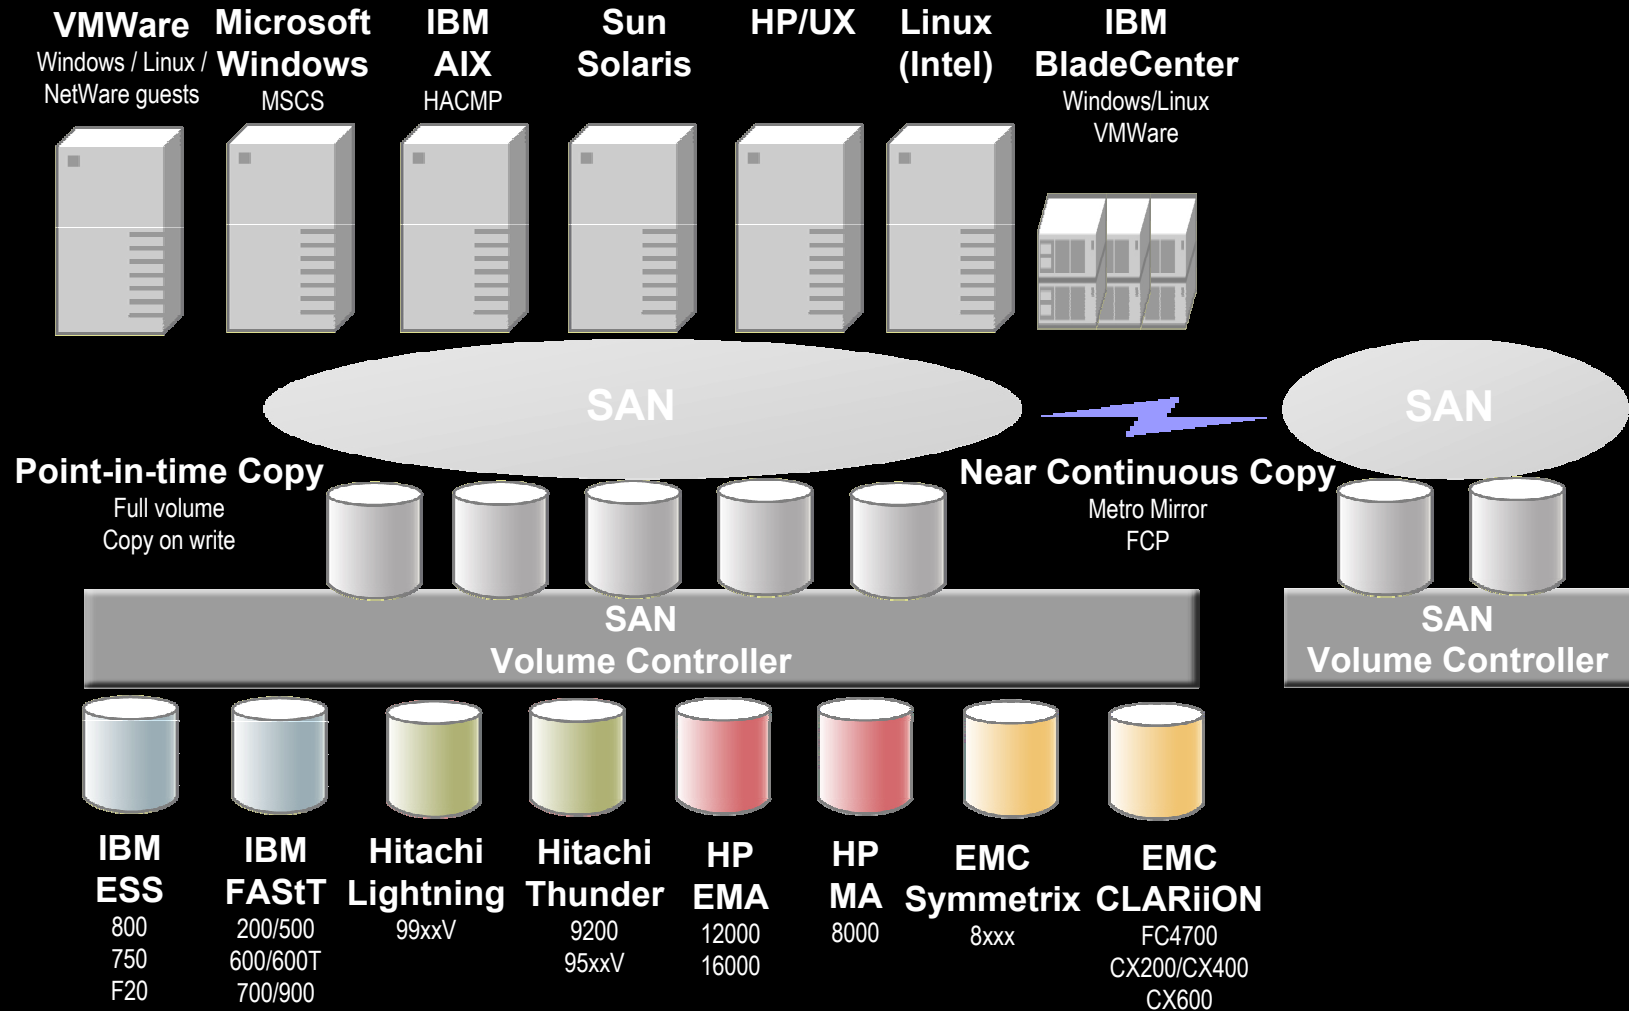 VMWare
Windows / Linux /
NetWare guests
Microsoft
Windows
MSCS
IBM
AIX
HACMP
Sun
Solaris
HP/UX
Linux
(Intel)
IBM
BladeCenter
Windows/Linux
VMWare
SAN
SAN
Point-in-time Copy
Full volume
Copy on write
Near Continuous Copy
Metro Mirror
FCP
SAN
Volume Controller
SAN
Volume Controller
IBM
ESS
800
750
F20
IBM
FAStT
200/500
600/600T
700/900
Hitachi
Lightning
99xxV
Hitachi
Thunder
9200
95xxV
HP
EMA
12000
16000
HP
MA
8000
EMC
Symmetrix
8xxx
EMC
CLARiiON
FC4700
CX200/CX400
CX600